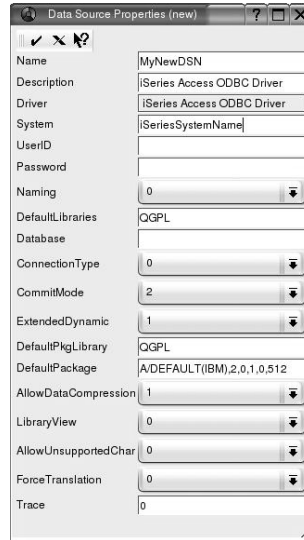 Data Source Properties (new)
Name MyNewDSN
Description iSeries Access ODBC Driver
Driver iSeries Access ODBC Driver
System iSeriesSystemName
UserID
Password
Naming 0
DefaultLibraries QGPL
Database
ConnectionType 0
CommitMode 2
ExtendedDynamic 1
DefaultPkgLibrary QGPL
DefaultPackage A/DEFAULT(IBM),2,0,1,0,512
AllowDataCompression 1
LibraryView 0
AllowUnsupportedChar 0
ForceTranslation 0
Trace 0